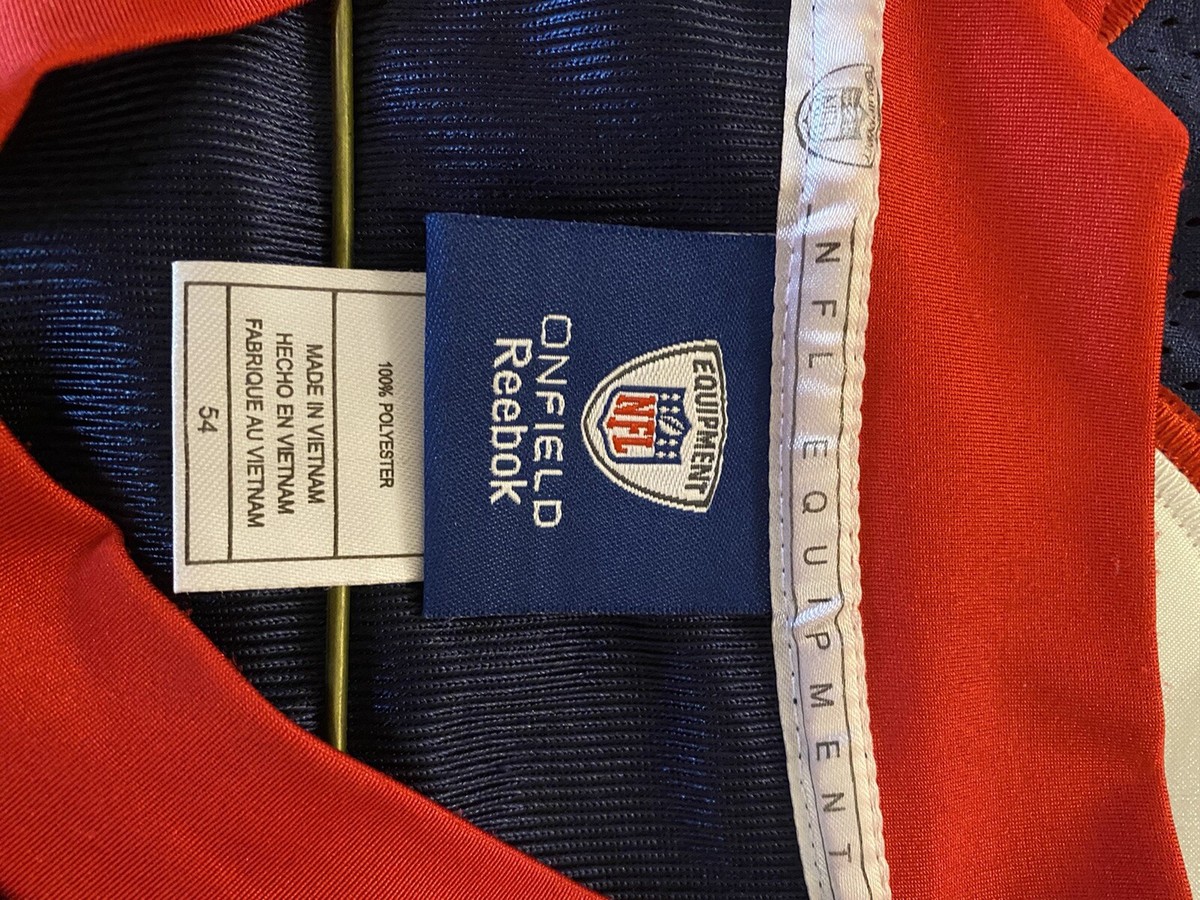 NFL EQUIPMENT
EQUIPMENT
NFL
ONFIELD
Reebok
100% POLYESTER
MADE IN VIETNAM
HECHO EN VIETNAM
FABRIQUE AU VIETNAM
54